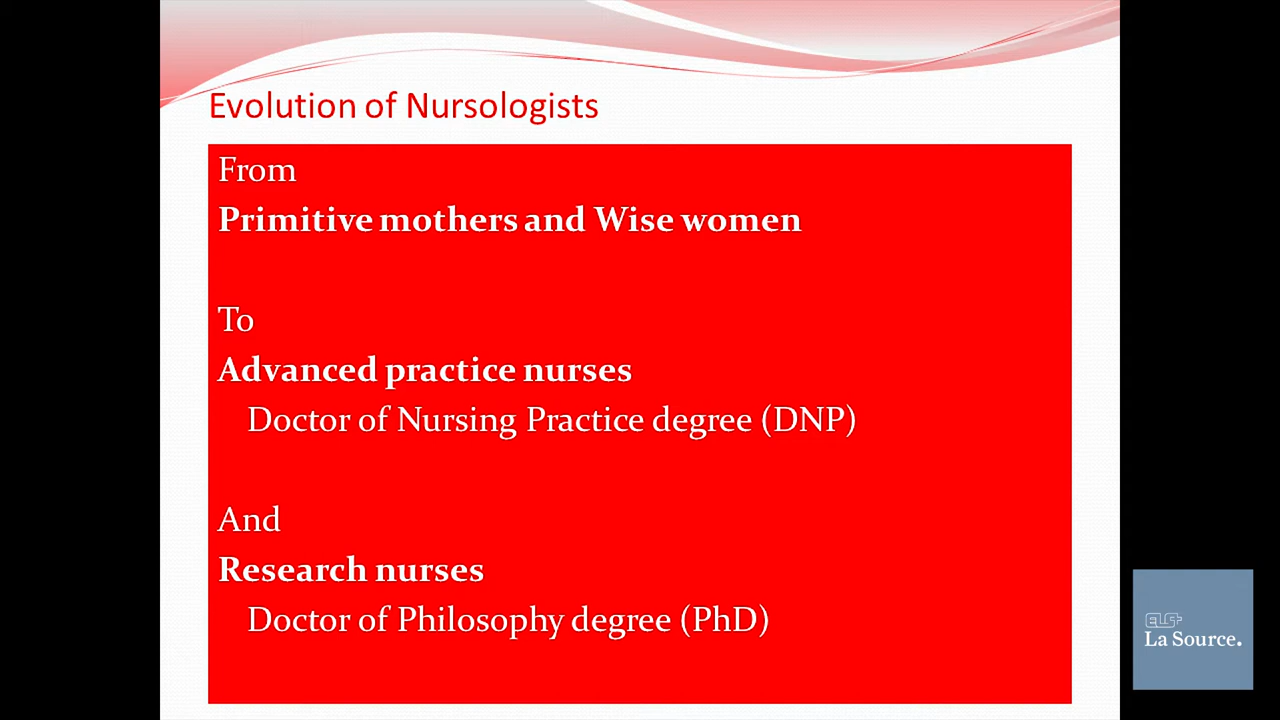 Evolution of Nursologists
From
Primitive mothers and Wise women
To
Advanced practice nurses
Doctor of Nursing Practice degree (DNP)
And
Research nurses
Doctor of Philosophy degree (PhD)
La Source.